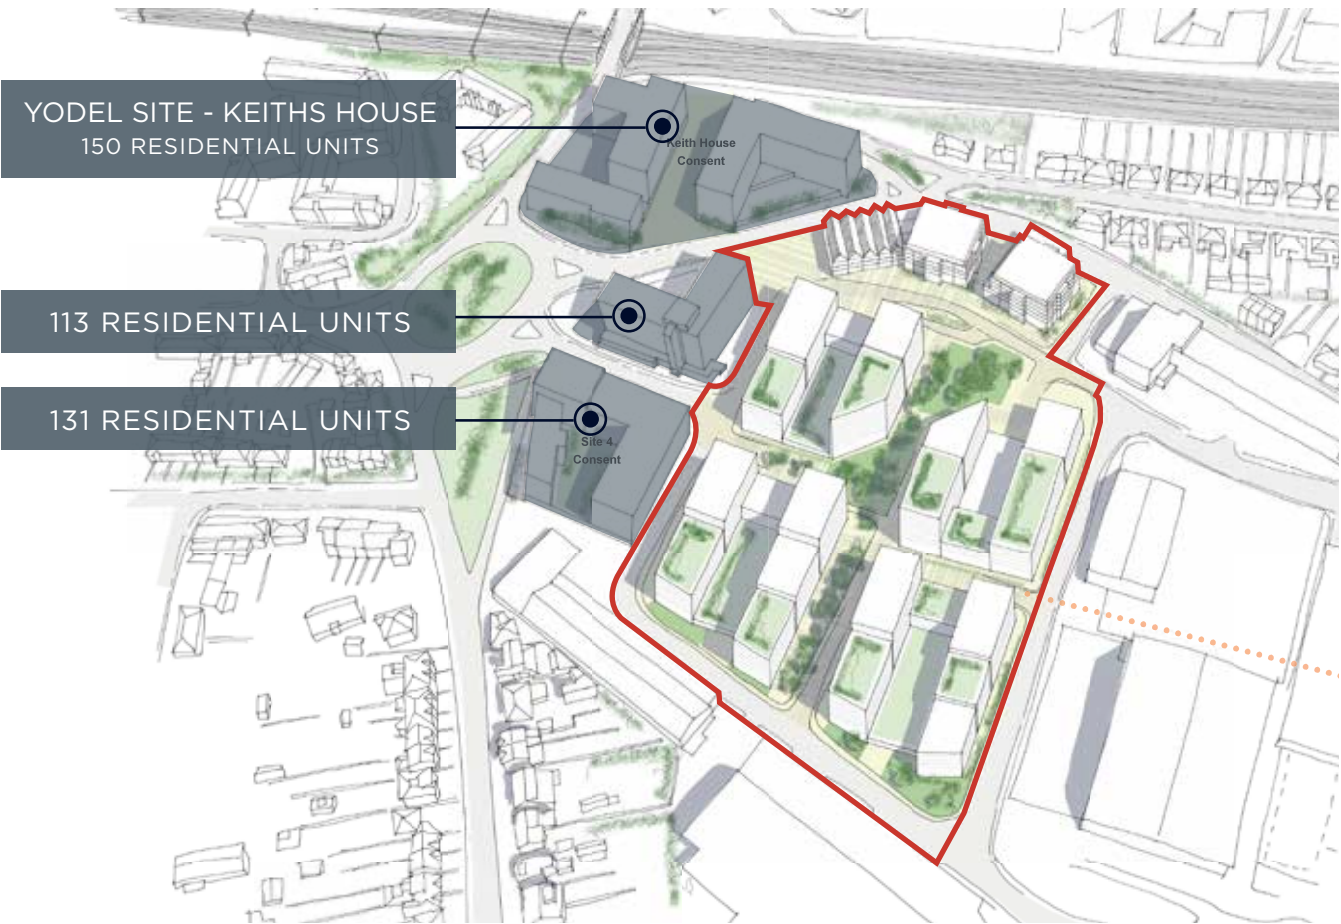 YODEL SITE - KEITHS HOUSE
150 RESIDENTIAL UNITS
Keith House
Consent
113 RESIDENTIAL UNITS
131 RESIDENTIAL UNITS
Site 4
Consent